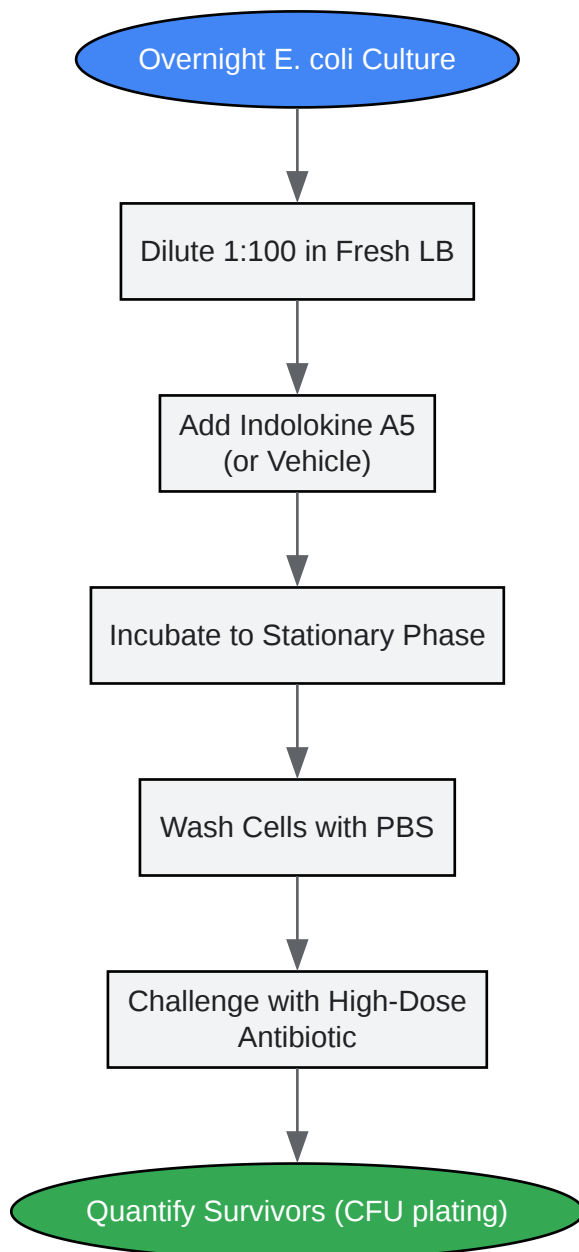 Overnight E. coli Culture
Dilute 1:100 in Fresh LB
Add Indolokine A5
(or Vehicle)
Incubate to Stationary Phase
Wash Cells with PBS
Challenge with High-Dose
Antibiotic
Quantify Survivors (CFU plating)